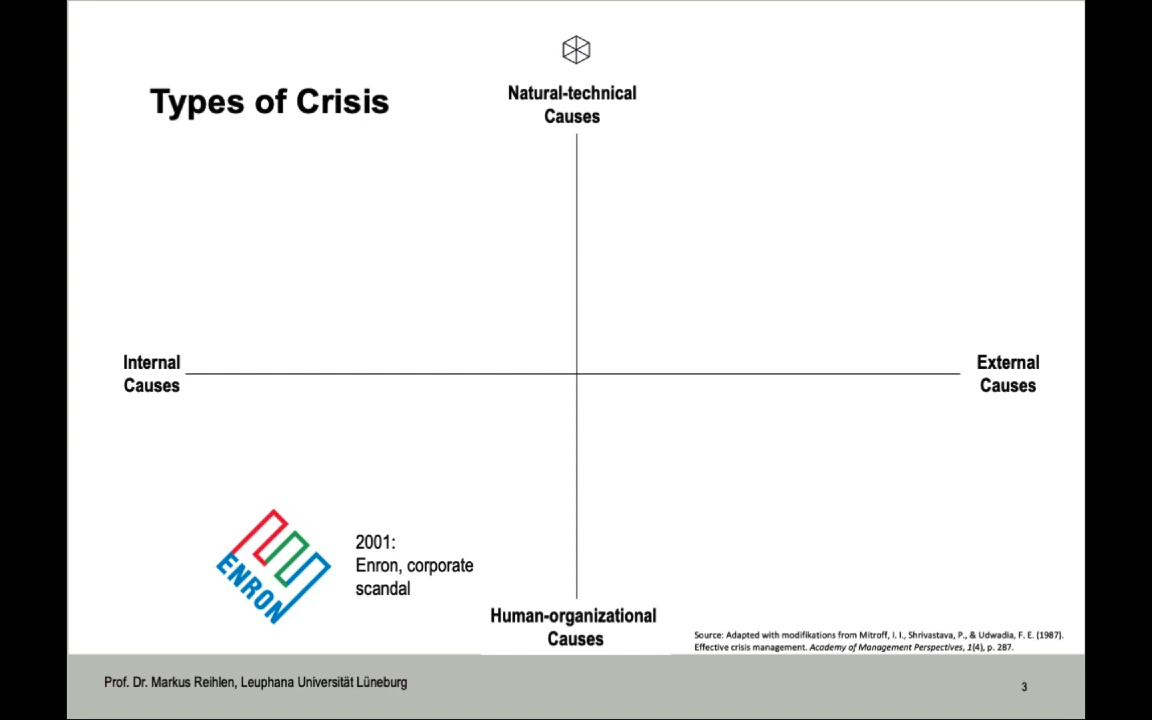 Types of Crisis
Natural-technical
Causes
Internal
Causes
External
Causes
ENRON
2001:
Enron, corporate
scandal
Human-organizational
Causes
Source: Adapted with modifikations from Mitroff, I. I., Shrivastava, P., & Udwadia, F. E. (1987).
Effective crisis management. Academy of Management Perspectives, 1(4), p. 287.
Prof. Dr. Markus Reihlen, Leuphana Universität Lüneburg
3